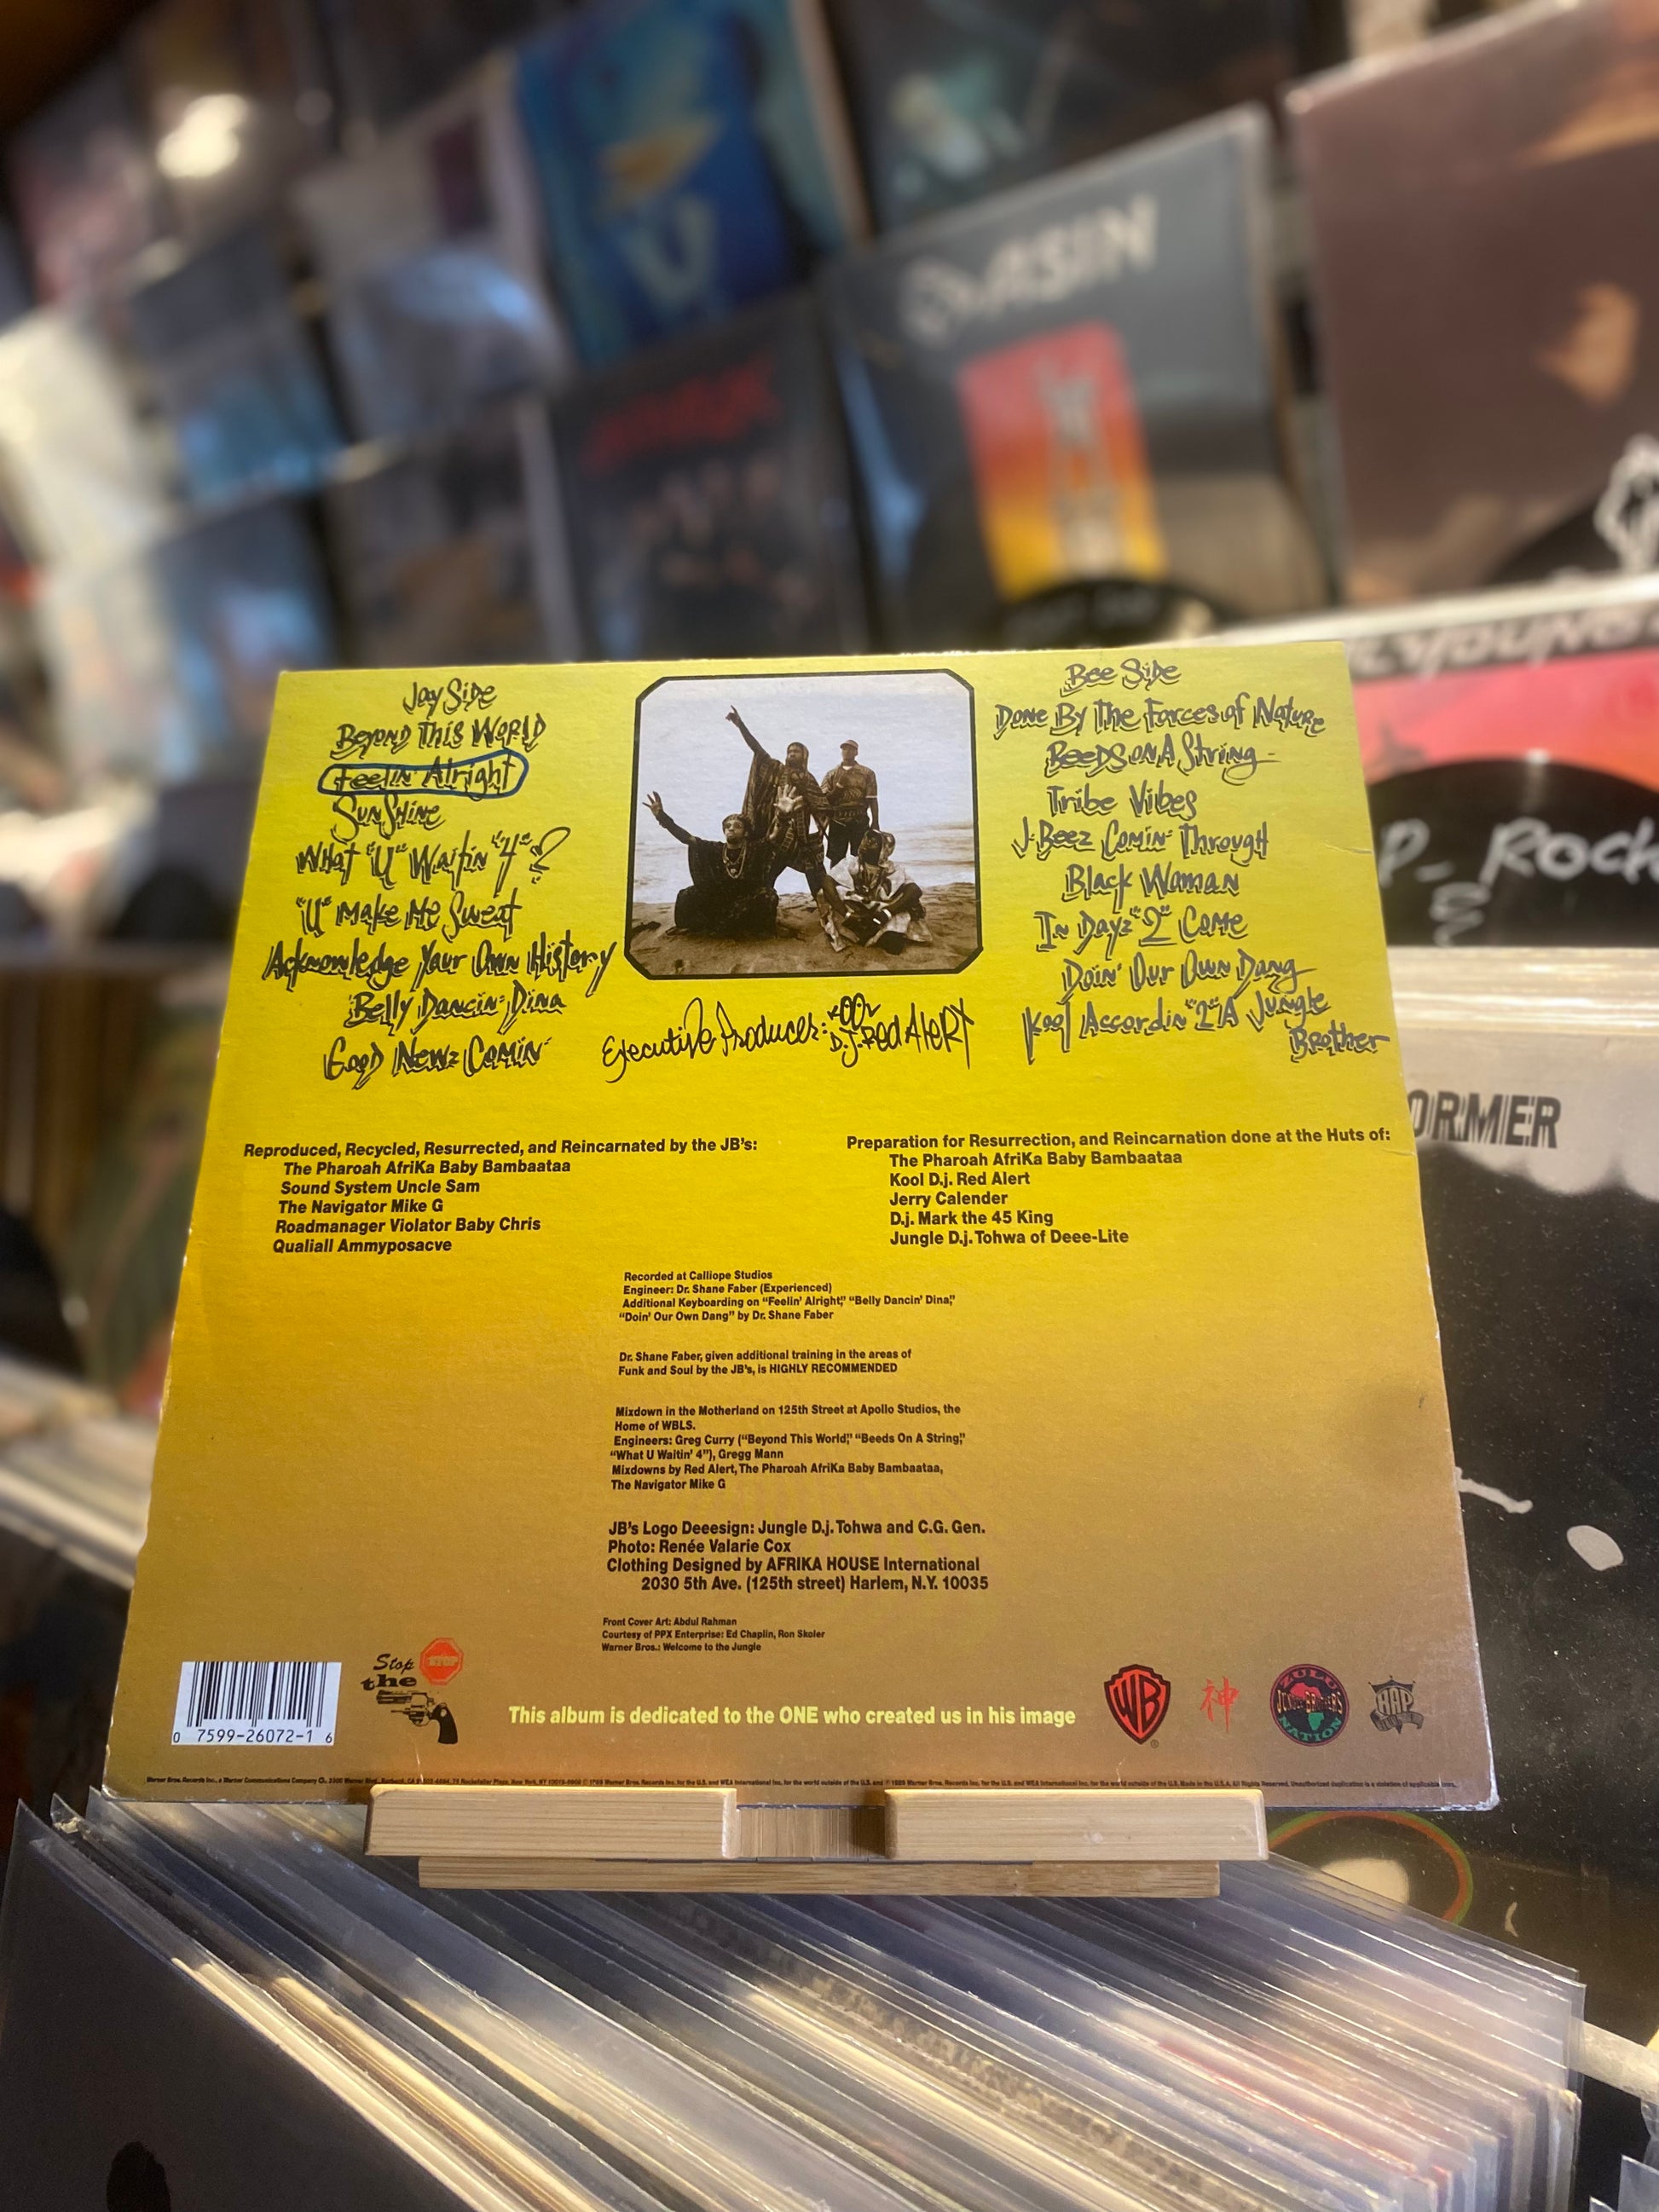 Jay Side
Beyond This World
Feelin' Alright
Sunshine
What "U" Waitin "4"?
"U" Make Me Sweat
Acknowledge Your Own History
Belly Dancin' Dina
Good Newz Comin'
Executive Producer: D.J. Red Alert
Bee Side
Done By The Forces of Nature
Beeds on A String
Tribe Vibes
J. Beez Comin' Through
Black Woman
In Dayz "2" Come
Doin' Our Own Dang
Kool Accordin "2" A Jungle
Brother
Reproduced, Recycled, Resurrected, and Reincarnated by the JB's:
The Pharoah AfriKa Baby Bambaataa
Sound System Uncle Sam
The Navigator Mike G
Roadmanager Violator Baby Chris
Qualiall Ammyposacve
Preparation for Resurrection, and Reincarnation done at the Huts of:
The Pharoah AfriKa Baby Bambaataa
Kool D.j. Red Alert
Jerry Calender
D.j. Mark the 45 King
Jungle D.j. Tohwa of Deee-Lite
Recorded at Calliope Studios
Engineer: Dr. Shane Faber (Experienced)
Additional Keyboarding on "Feelin' Alright," "Belly Dancin' Dina,"
"Doin' Our Own Dang" by Dr. Shane Faber
Dr. Shane Faber, given additional training in the areas of
Funk and Soul by the JB's, is HIGHLY RECOMMENDED
Mixdown in the Motherland on 125th Street at Apollo Studios, the
Home of WBLS.
Engineers: Greg Curry ("Beyond This World," "Beeds On A String,"
"What U Waitin' 4"), Gregg Mann
Mixdowns by Red Alert, The Pharoah AfriKa Baby Bambaataa,
The Navigator Mike G
JB's Logo Deeesign: Jungle D.j. Tohwa and C.G. Gen.
Photo: Renée Valarie Cox
Clothing Designed by AFRIKA HOUSE International
2030 5th Ave. (125th street) Harlem, N.Y. 10035
Front Cover Art: Abdul Rahman
Courtesy of PPX Enterprise: Ed Chaplin, Ron Skoler
Warner Bros.: Welcome to the Jungle
0 7599-26072-1 6
Stop STOP
the
This album is dedicated to the ONE who created us in his image
WB
神
ZULU
JUNGLE BROTHERS
NATION
RAP
YOUNG
P- Rock
ORMER
ASIN